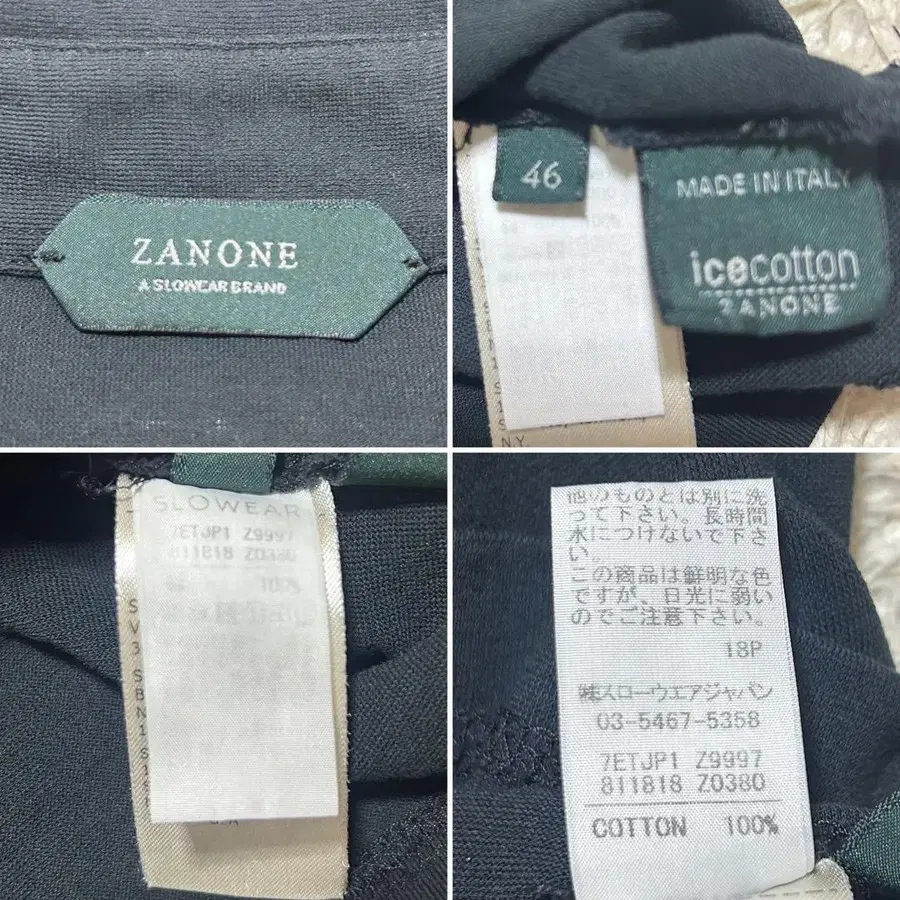 ZANONE
A SLOWEAR BRAND
46
MADE IN ITALY
icecotton
ZANONE
100%
N.Y.
SLOWEAR
7ETJP1 Z9997
811818 Z0380
綿 100%
S
V
3
S
B
N
1
S
他のものとは別に洗
って下さい。長時間
水につけないで下さ
い。
この商品は鮮明な色
ですが、日光に弱い
のでご注意下さい。
18P
㈱スローウエアジャパン
03-5467-5358
7ETJP1 Z9997
811818 Z0380
COTTON 100%